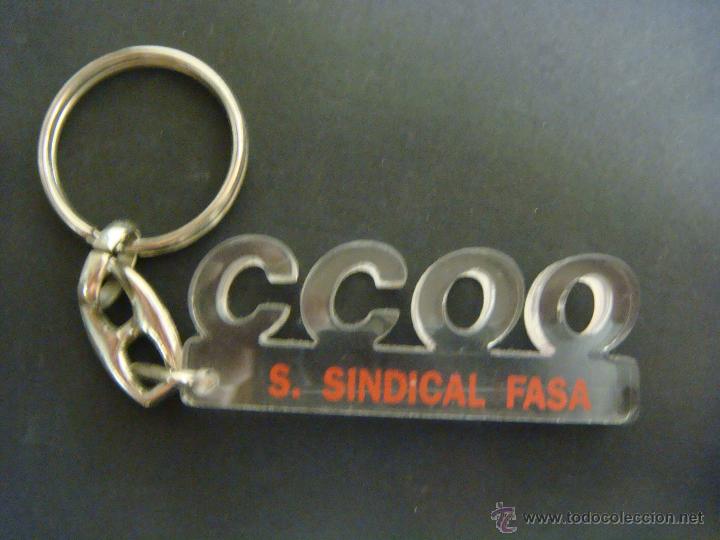 CCOO
S. SINDICAL FASA
© www.todocoleccion.net